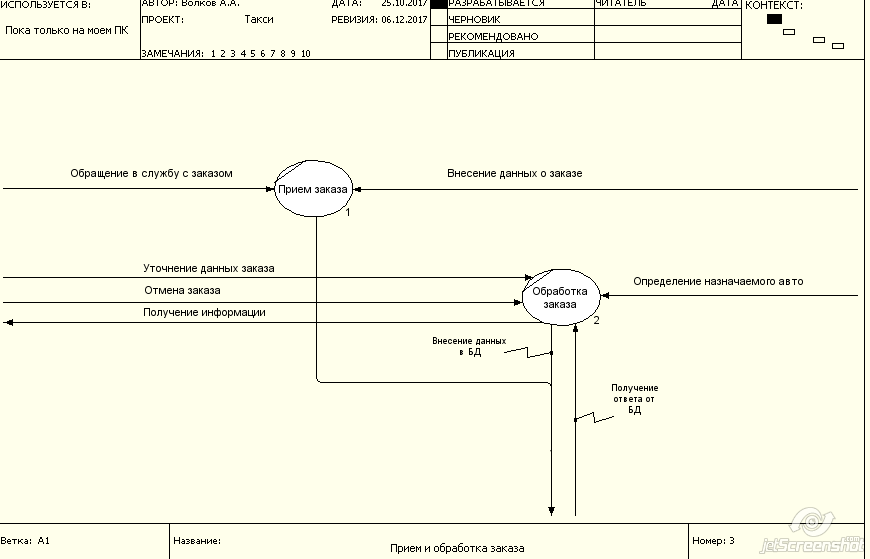 ИСПОЛЬЗУЕТСЯ В:
Пока только на моем ПК
АВТОР: Волков А.А.
ДАТА: 25.10.2017
ПРОЕКТ: Такси
РЕВИЗИЯ: 06.12.2017
ЗАМЕЧАНИЯ: 1 2 3 4 5 6 7 8 9 10
РАЗРАБАТЫВАЕТСЯ
ЧЕРНОВИК
РЕКОМЕНДОВАНО
ПУБЛИКАЦИЯ
ЧИТАТЕЛЬ
ДАТА
КОНТЕКСТ:
Обращение в службу с заказом
Прием заказа
1
Внесение данных о заказе
Уточнение данных заказа
Отмена заказа
Получение информации
Обработка
заказа
2
Определение назначаемого авто
Внесение данных
в БД
Получение
ответа от
БД
Ветка: A1
Название:
Прием и обработка заказа
Номер: 3
jetScreenshot
.com